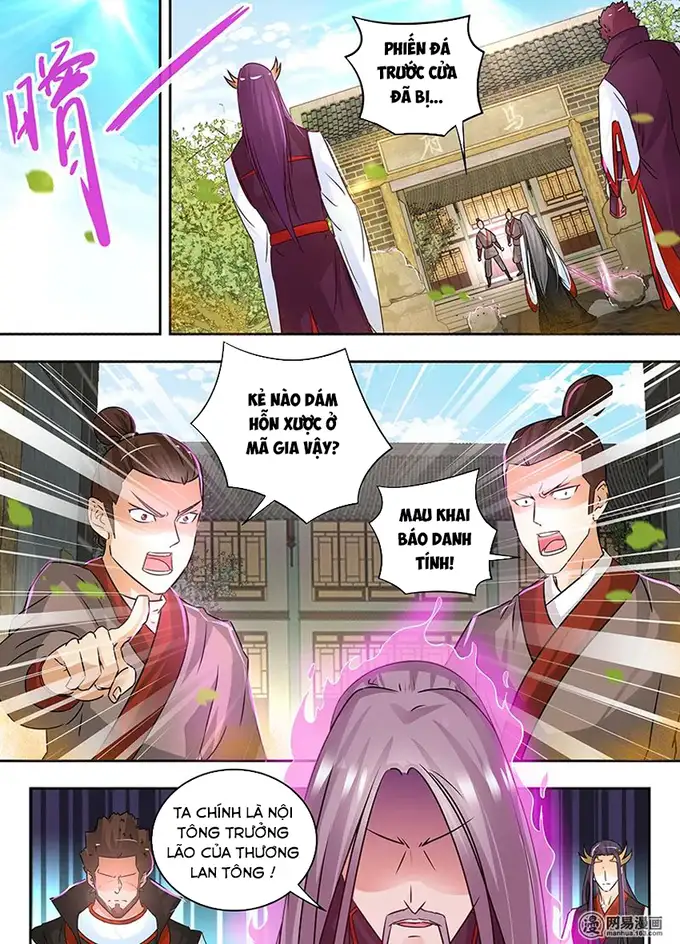 PHIẾN ĐÁ
TRƯỚC CỬA
ĐÃ BỊ...
KẺ NÀO DÁM
HỖN XƯỢC Ở
MÃ GIA VẬY?
MAU KHAI
BÁO DANH
TÍNH!
TA CHÍNH LÀ NỘI
TÔNG TRƯỞNG
LÃO CỦA THƯƠNG
LAN TÔNG !
网易漫画
manhua.163.com